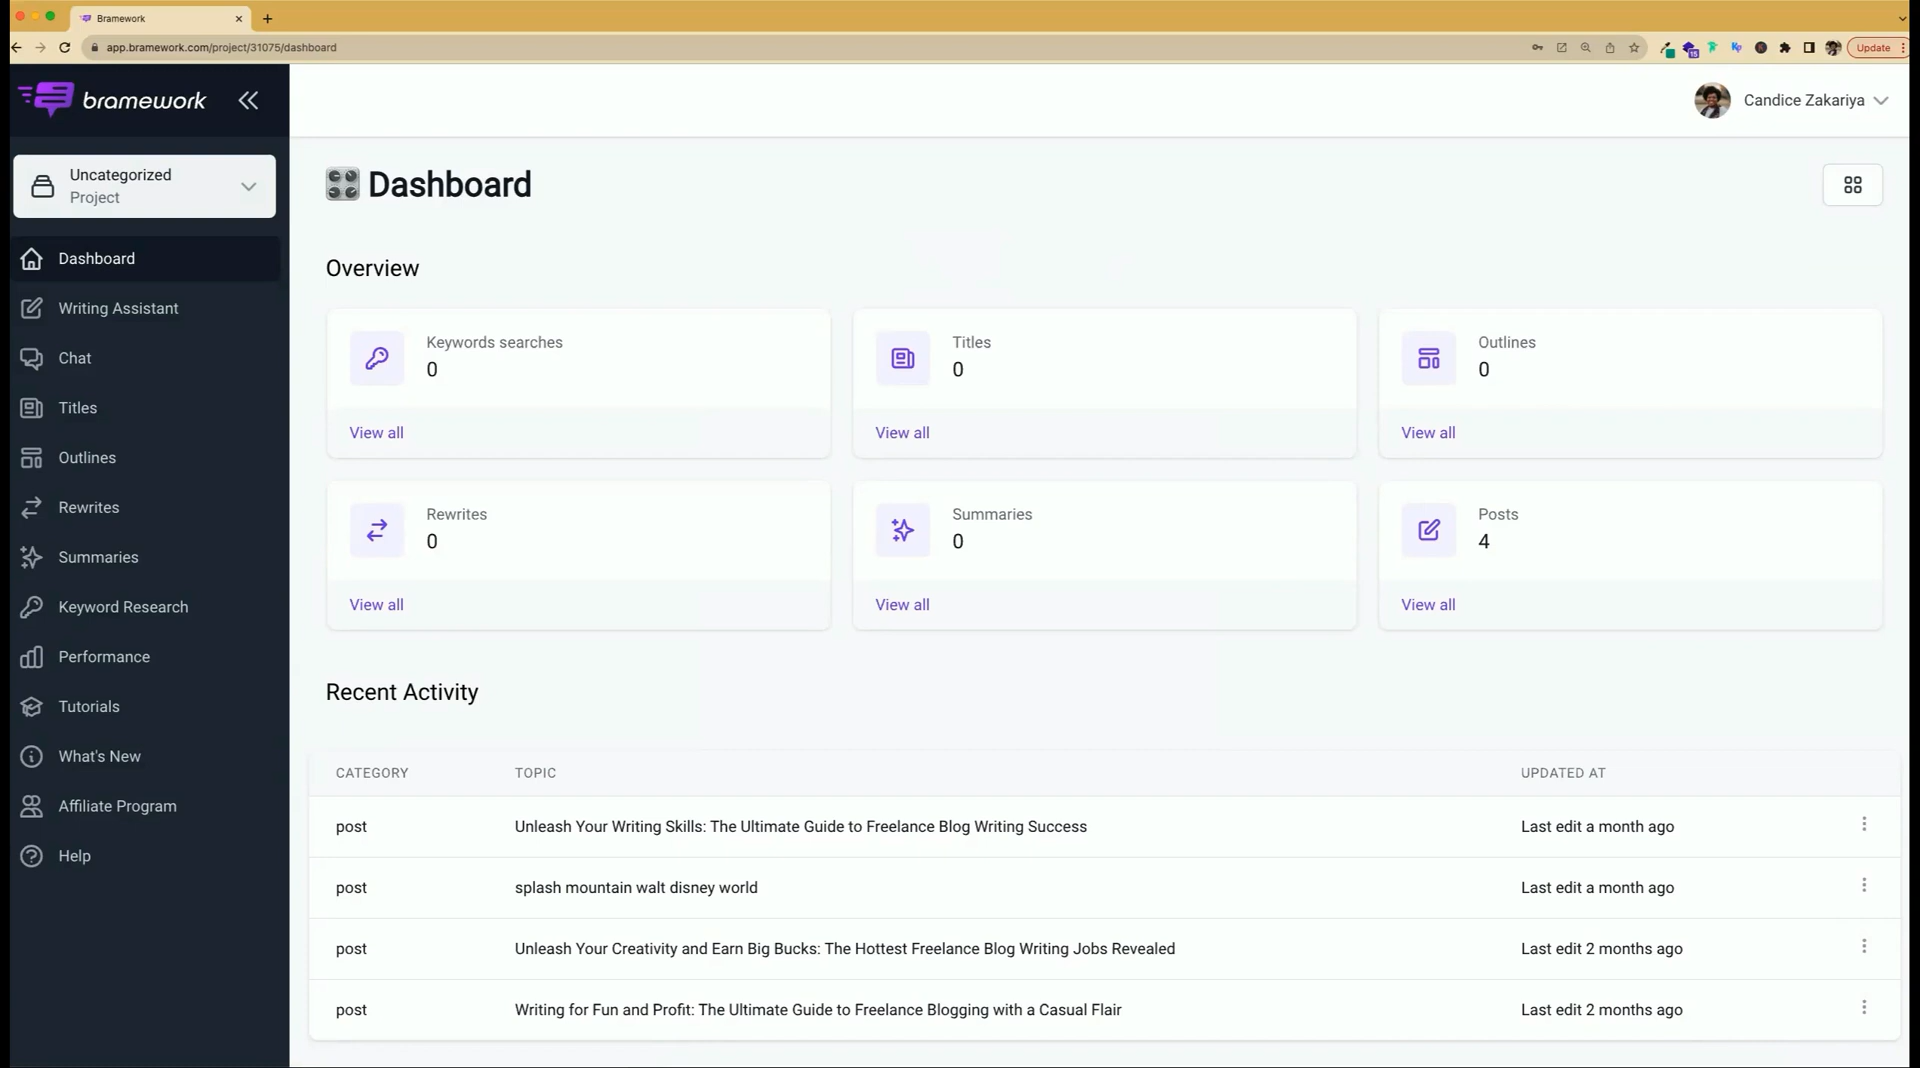 Bramework
app.bramework.com/project/31075/dashboard
Update
bramework
Candice Zakariya
Uncategorized
Project
Dashboard
Writing Assistant
Chat
Titles
Outlines
Rewrites
Summaries
Keyword Research
Performance
Tutorials
What's New
Affiliate Program
Help
Dashboard
Overview
Keywords searches
0
View all
Titles
0
View all
Outlines
0
View all
Rewrites
0
View all
Summaries
0
View all
Posts
4
View all
Recent Activity
CATEGORY TOPIC UPDATED AT
post Unleash Your Writing Skills: The Ultimate Guide to Freelance Blog Writing Success Last edit a month ago
post splash mountain walt disney world Last edit a month ago
post Unleash Your Creativity and Earn Big Bucks: The Hottest Freelance Blog Writing Jobs Revealed Last edit 2 months ago
post Writing for Fun and Profit: The Ultimate Guide to Freelance Blogging with a Casual Flair Last edit 2 months ago